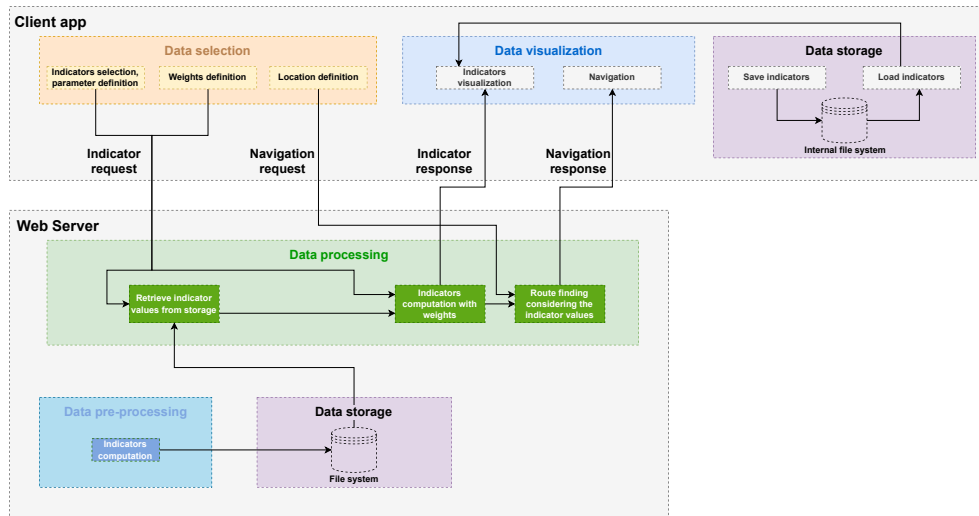 Client app
Data selection
Indicators selection,
parameter definition
Weights definition
Location definition
Data visualization
Indicators
visualization
Navigation
Data storage
Save indicators
Load indicators
Internal file system
Indicator
request
Navigation
request
Indicator
response
Navigation
response
Web Server
Data processing
Retrieve indicator
values from storage
Indicators
computation with
weights
Route finding
considering the
indicator values
Data pre-processing
Indicators
computation
Data storage
File system